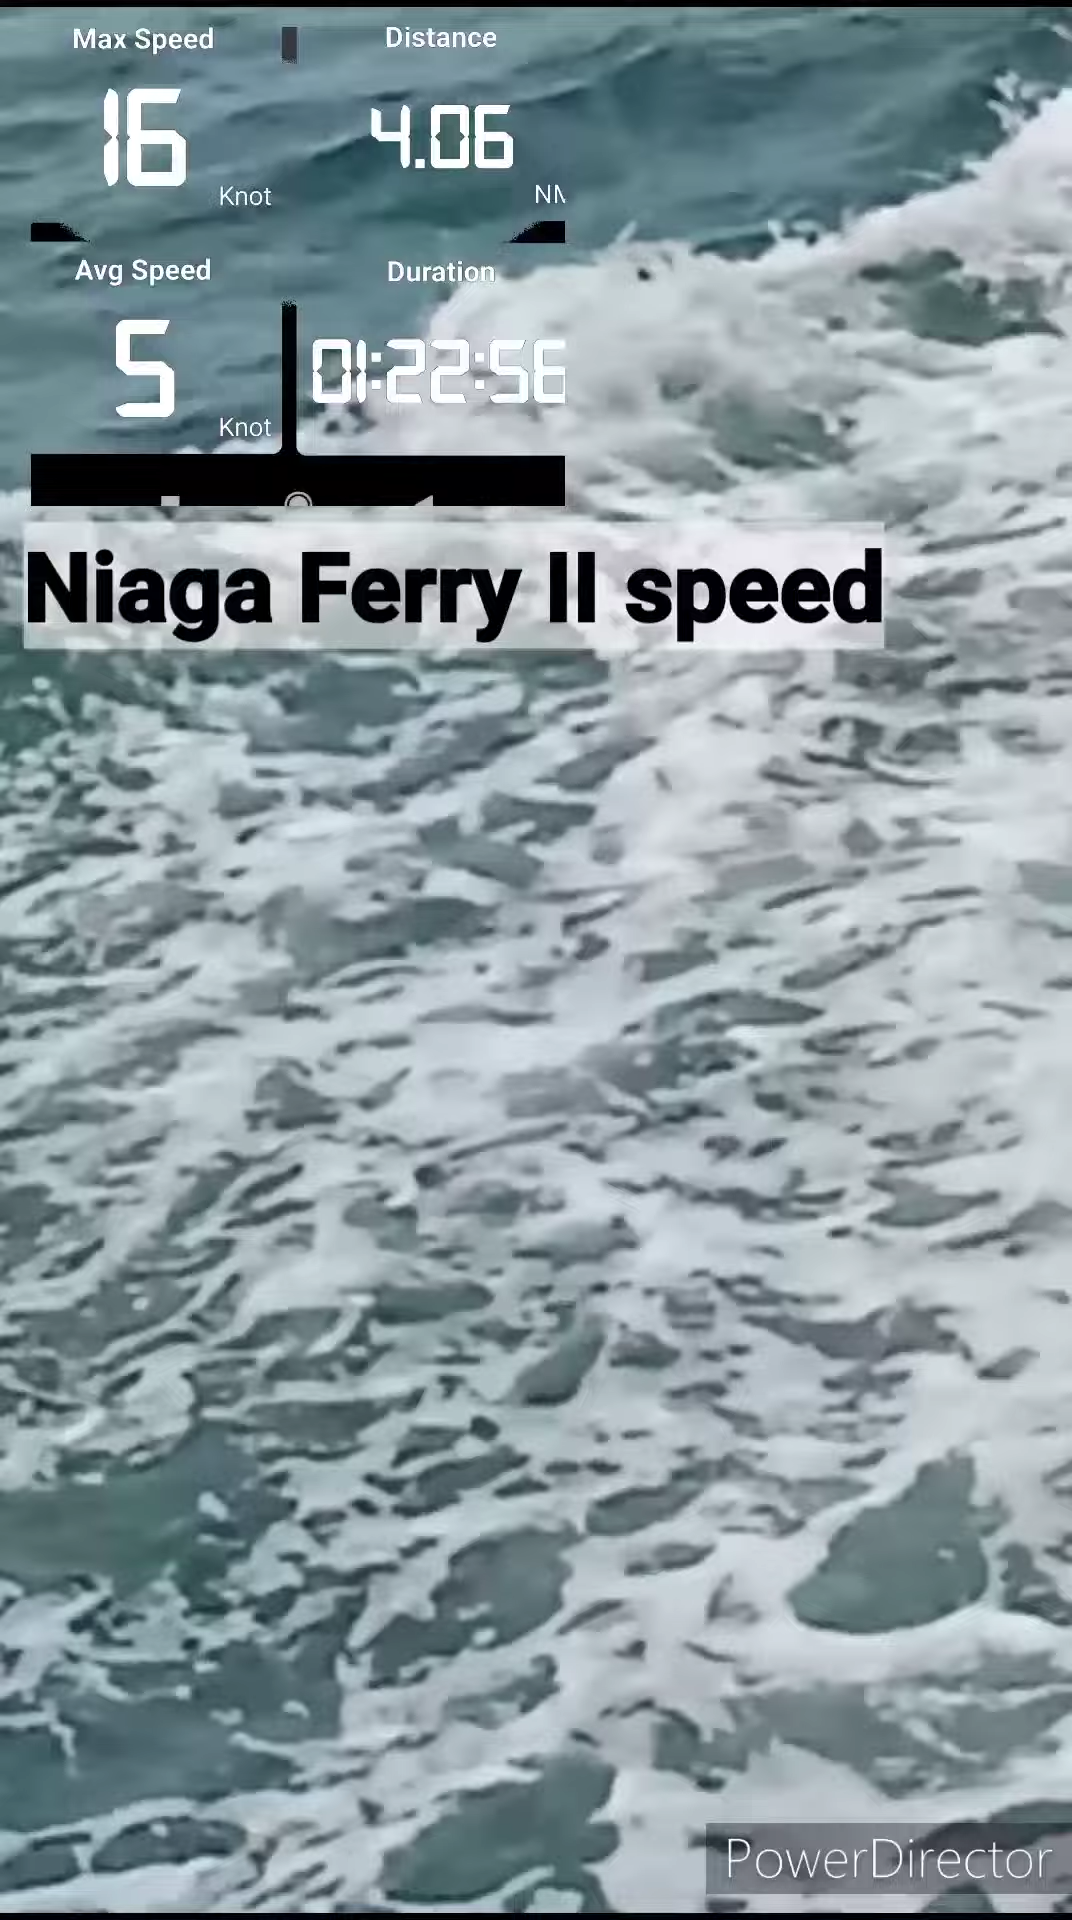 Max Speed
Distance
16
Knot
4.06
NM
Avg Speed
Duration
5
Knot
01:22:56
Niaga Ferry II speed
PowerDirector